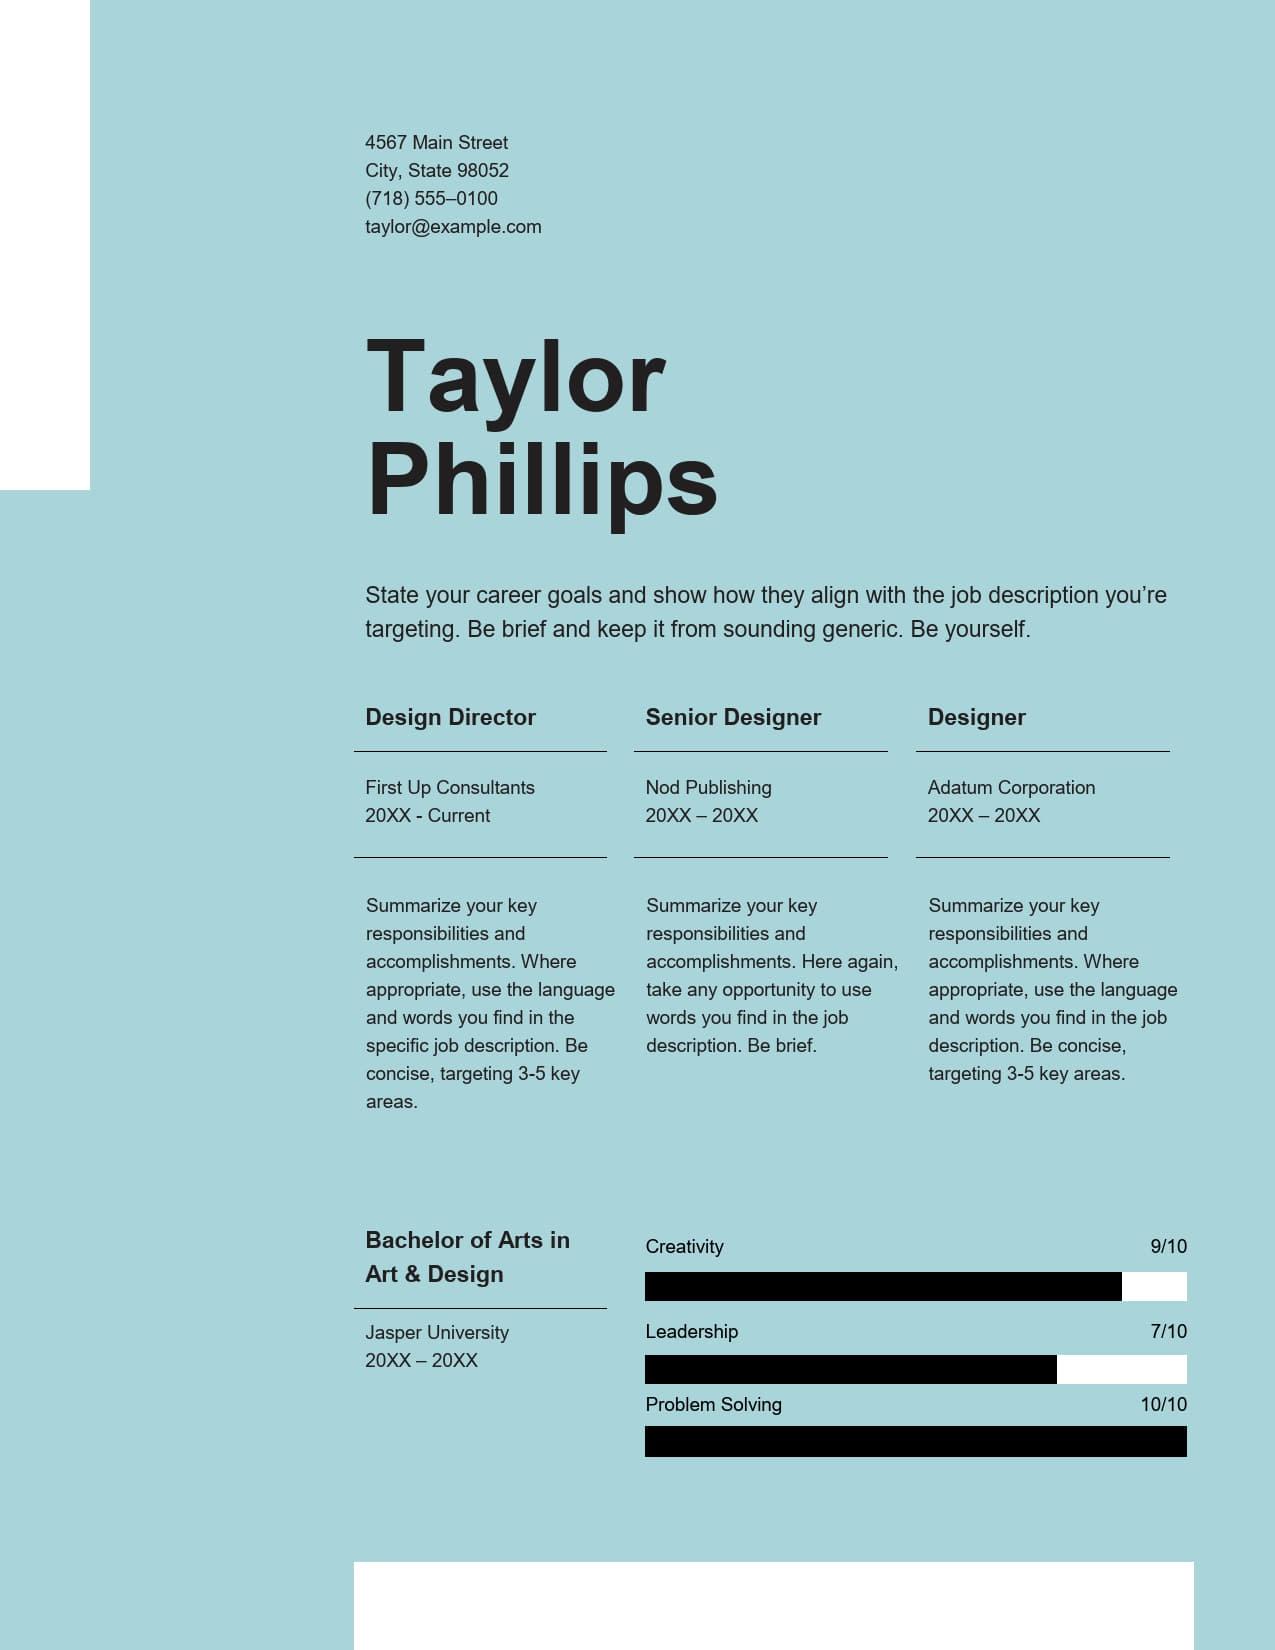 4567 Main Street
City, State 98052
(718) 555–0100
taylor@example.com
Taylor
Phillips
State your career goals and show how they align with the job description you’re
targeting. Be brief and keep it from sounding generic. Be yourself.
Design Director
First Up Consultants
20XX - Current
Summarize your key
responsibilities and
accomplishments. Where
appropriate, use the language
and words you find in the
specific job description. Be
concise, targeting 3-5 key
areas.
Senior Designer
Nod Publishing
20XX – 20XX
Summarize your key
responsibilities and
accomplishments. Here again,
take any opportunity to use
words you find in the job
description. Be brief.
Designer
Adatum Corporation
20XX – 20XX
Summarize your key
responsibilities and
accomplishments. Where
appropriate, use the language
and words you find in the job
description. Be concise,
targeting 3-5 key areas.
Bachelor of Arts in
Art & Design
Jasper University
20XX – 20XX
Creativity 9/10
Leadership 7/10
Problem Solving 10/10